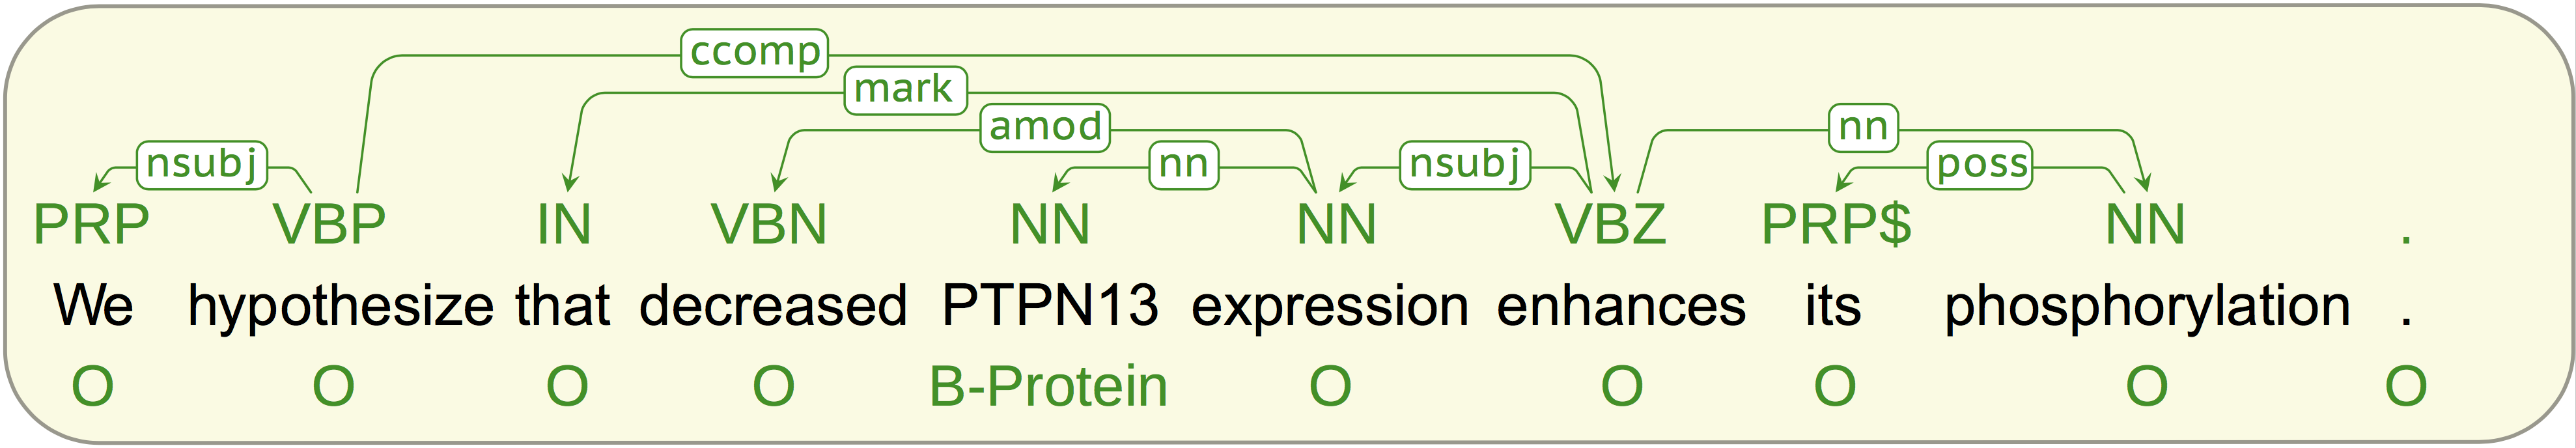 ccomp
mark
amod nn
nsubj nn nsubj poss
PRP VBP IN VBN NN NN VBZ PRP$ NN .
We hypothesize that decreased PTPN13 expression enhances its phosphorylation .
O O O O B-Protein O O O O O